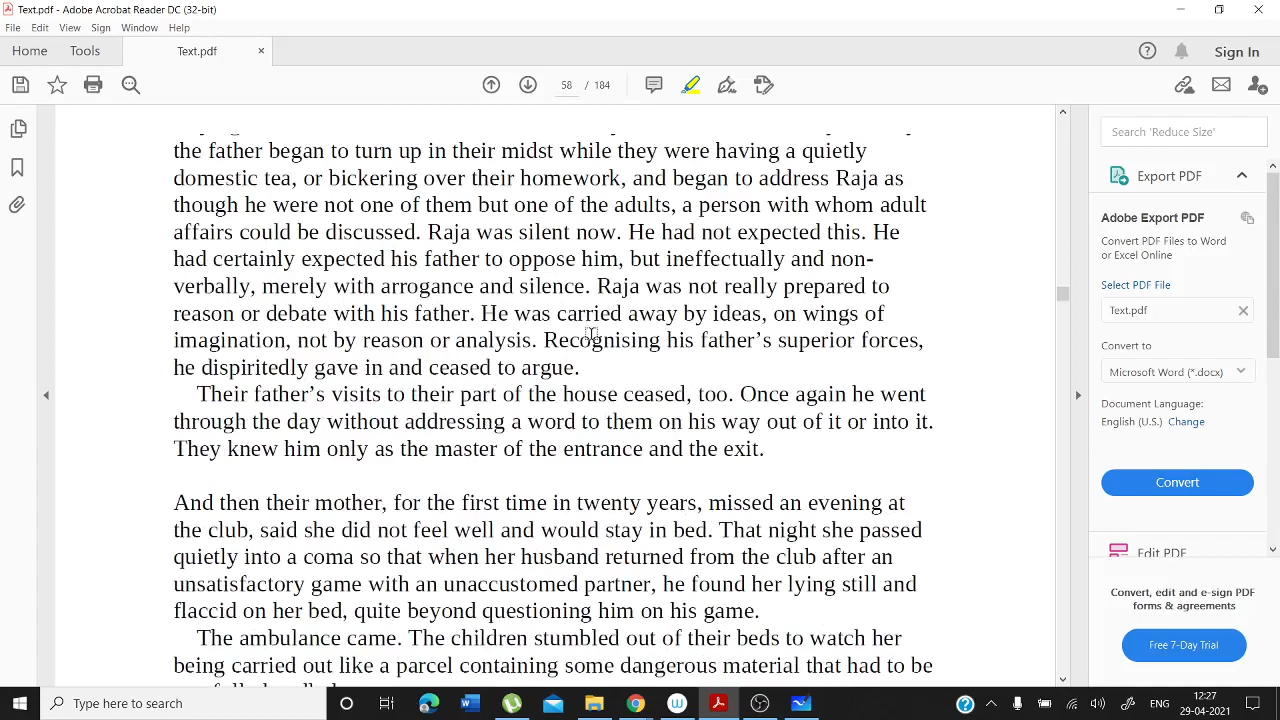 Text.pdf - Adobe Acrobat Reader DC (32-bit)
File Edit View Sign Window Help
Home Tools Text.pdf × Sign In
58 / 184
the father began to turn up in their midst while they were having a quietly
domestic tea, or bickering over their homework, and began to address Raja as
though he were not one of them but one of the adults, a person with whom adult
affairs could be discussed. Raja was silent now. He had not expected this. He
had certainly expected his father to oppose him, but ineffectually and non-
verbally, merely with arrogance and silence. Raja was not really prepared to
reason or debate with his father. He was carried away by ideas, on wings of
imagination, not by reason or analysis. Recognising his father’s superior forces,
he dispiritedly gave in and ceased to argue.
Their father’s visits to their part of the house ceased, too. Once again he went
through the day without addressing a word to them on his way out of it or into it.
They knew him only as the master of the entrance and the exit.
And then their mother, for the first time in twenty years, missed an evening at
the club, said she did not feel well and would stay in bed. That night she passed
quietly into a coma so that when her husband returned from the club after an
unsatisfactory game with an unaccustomed partner, he found her lying still and
flaccid on her bed, quite beyond questioning him on his game.
The ambulance came. The children stumbled out of their beds to watch her
being carried out like a parcel containing some dangerous material that had to be
Search 'Reduce Size'
Export PDF
Adobe Export PDF
Convert PDF Files to Word
or Excel Online
Select PDF File
Text.pdf
Convert to
Microsoft Word (*.docx)
Document Language:
English (U.S.) Change
Convert
Edit PDF
Convert, edit and e-sign PDF
forms & agreements
Free 7-Day Trial
Type here to search
ENG
12:27
29-04-2021